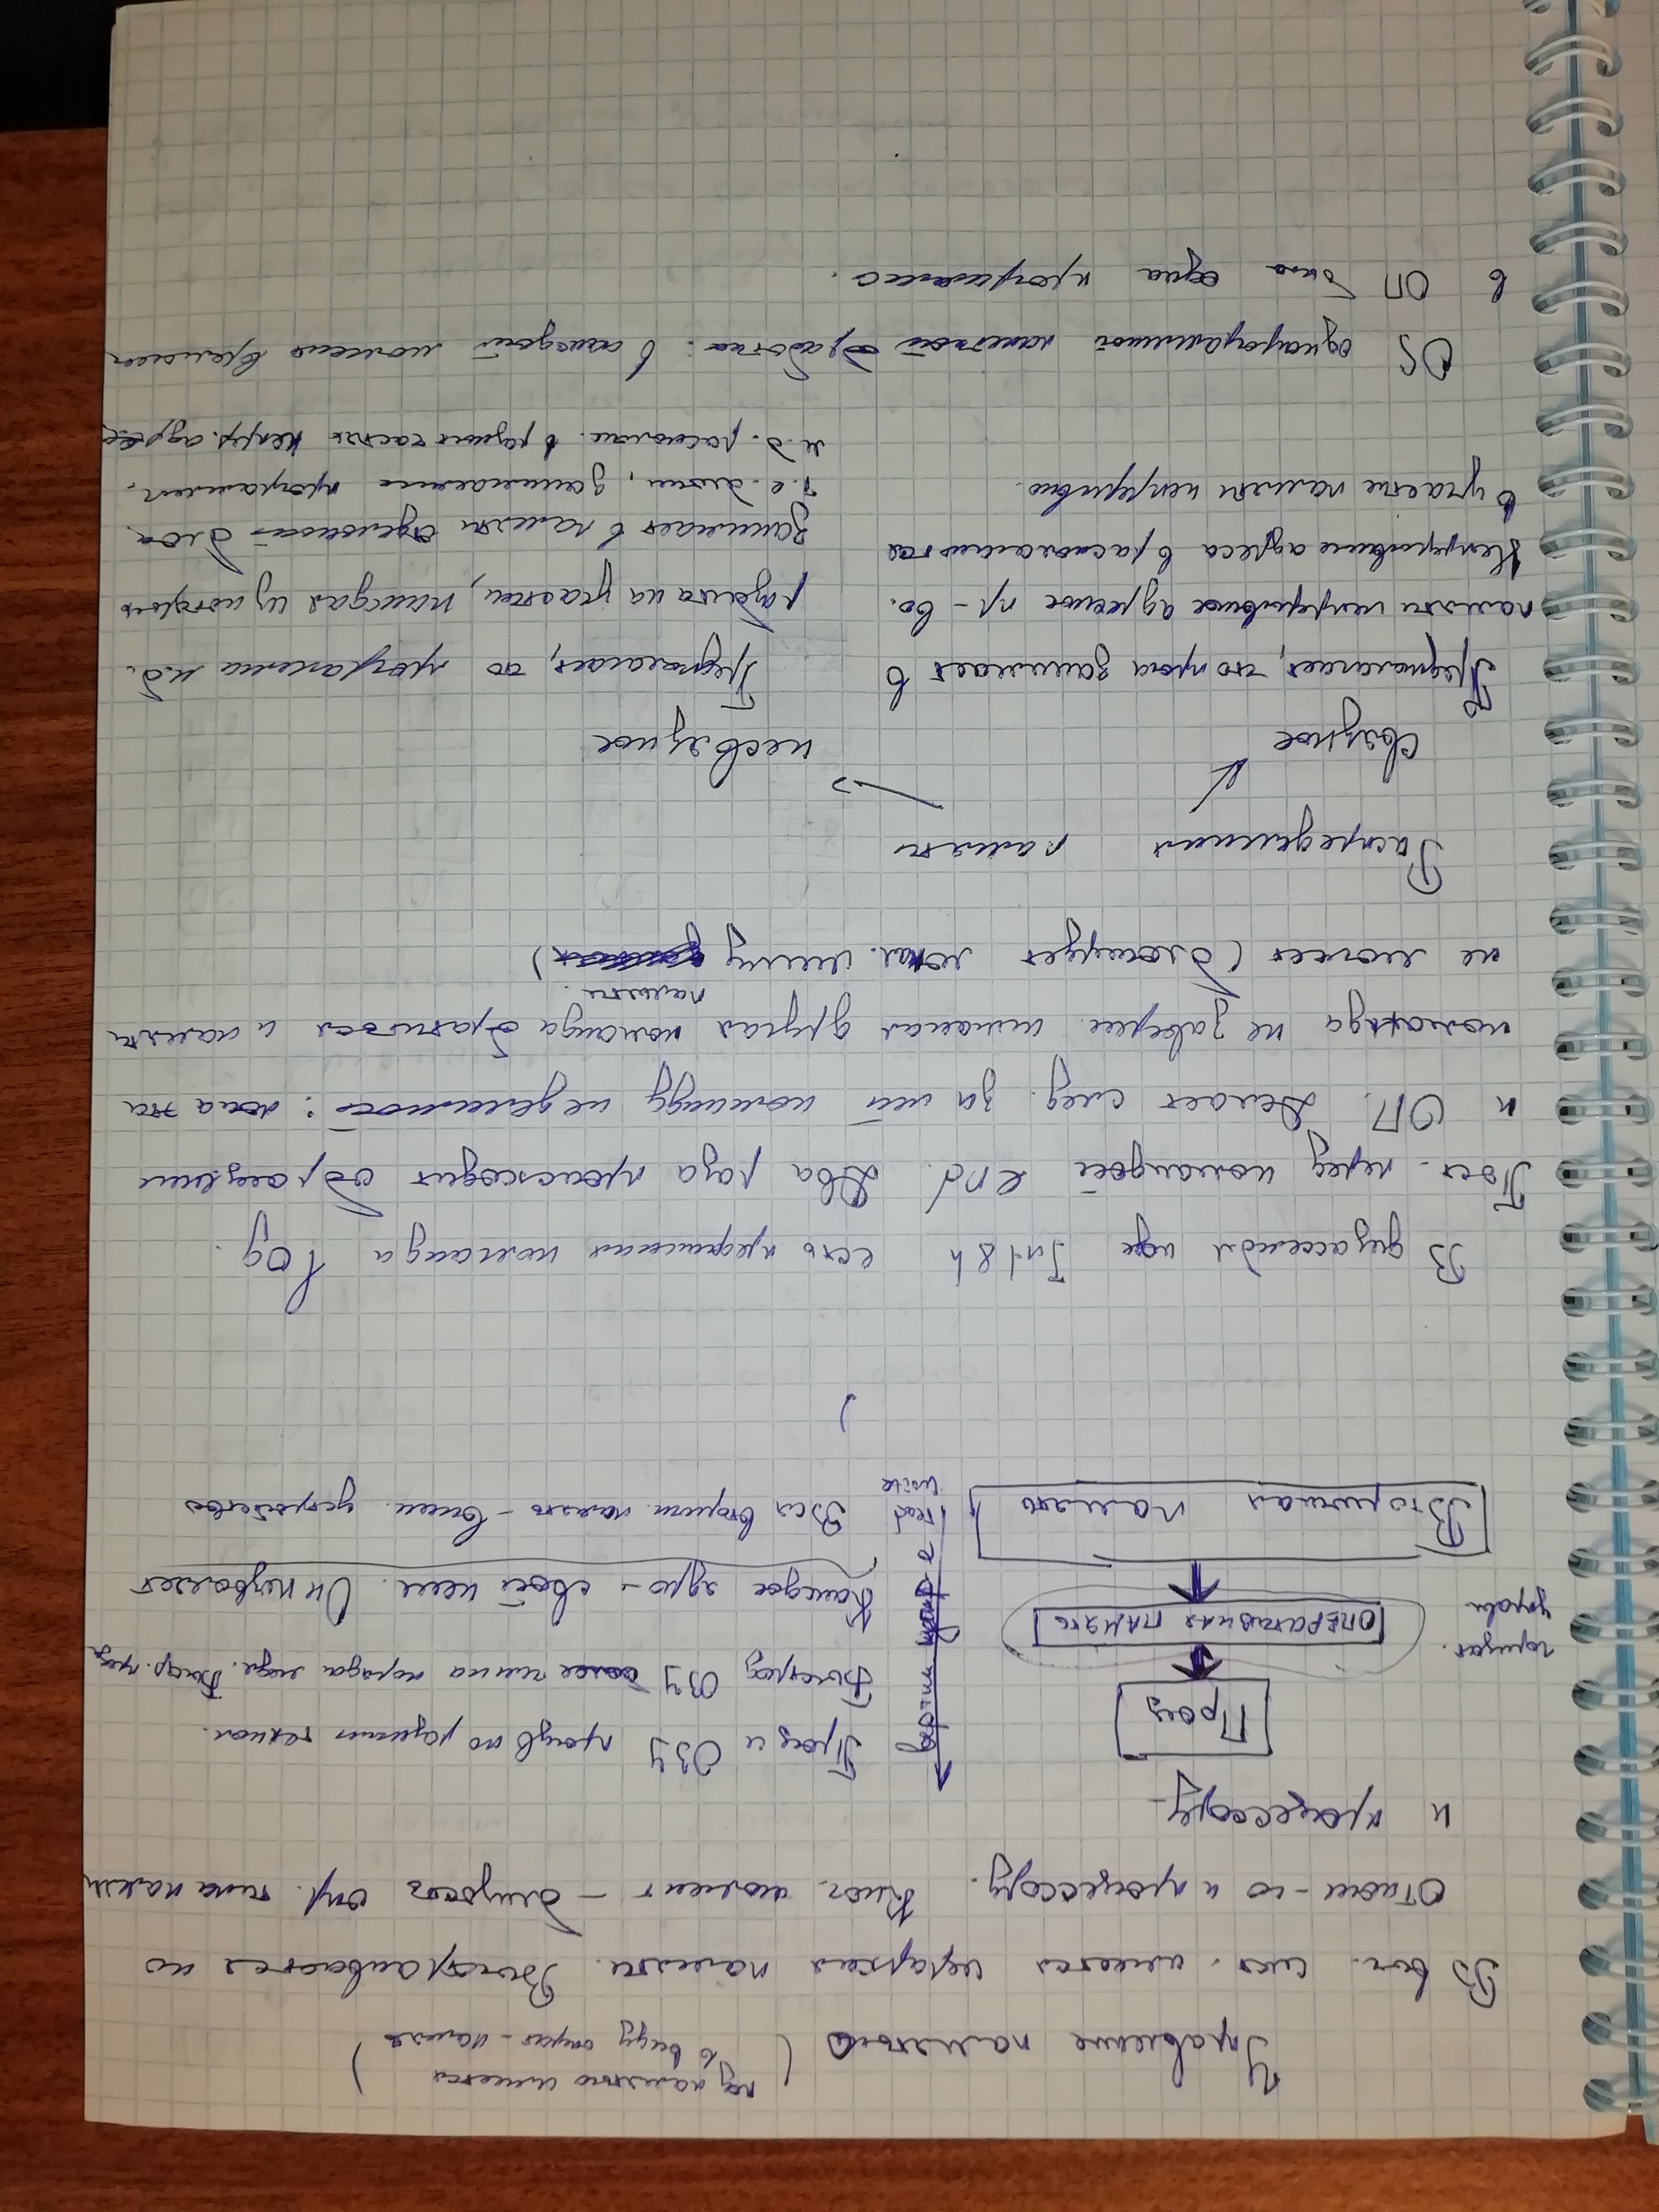 Управление памятью (под памятью имеется
в виду операт. память)
В выч. сист. имеется иерархия памяти. Выстраивается по
отнош-ю к процессору. Ключ. момент – близость опр. типа памяти
к процессору
Проц
ОПЕРАТИВНАЯ ПАМЯТЬ
Вторичная память
горизонт.
управл
read
write
Проц и ОЗУ произв по разным технол.
Быстрод ОЗУ более чем на порядок медл. Быстр. проц
Каждое ядро – свой кеш. Он позволяет
Вся вторичн. память – внеш. устройство
В дизассембл коде Int 8h есть префиксная команда lod.
Пост. перед командой end. Два раза происходит обращение
к ОП. Делает след. за ней команду неделимой: пока эта
команда не заверш. никакая другая команда обратиться к памяти
не может (блокирует локал. шину памяти.)
Распределения памяти
связное
несвязное
Предполагает, что прога занимает в
памяти непрерывное адресное пр-во.
Непрерывные адреса в располагаются
в участке памяти непрерывно.
Предполагает, что программа м.б.
разбита на участки, каждая из которых
занимает в памяти отдельный блок
т.е. блоки, занимаемые программы.
м.б. располож. в разных частях непрер. адрес
OS однопрограммной пакетной обработки: в каждый момент времени
в ОП была одна программа.